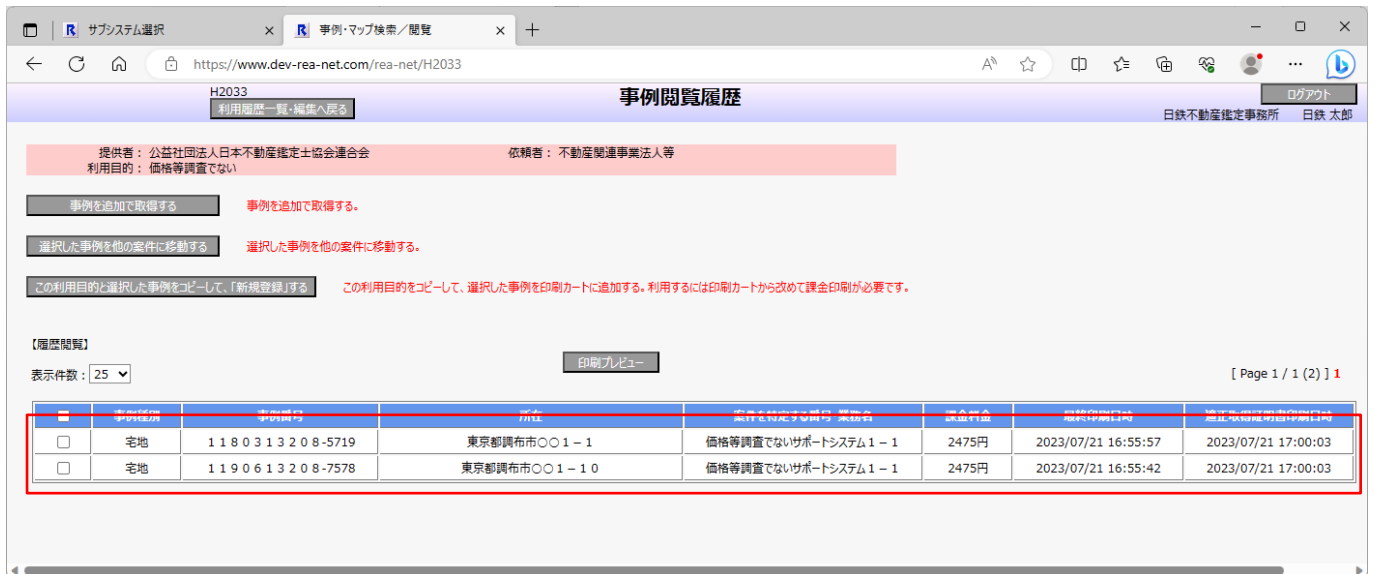 サブシステム選択
事例・マップ検索／閲覧
https://www.dev-rea-net.com/rea-net/H2033
H2033
利用履歴一覧・編集へ戻る
事例閲覧履歴
ログアウト
日鉄不動産鑑定事務所 日鉄 太郎
提供者： 公益社団法人日本不動産鑑定士協会連合会 依頼者： 不動産関連事業法人等
利用目的： 価格等調査でない
事例を追加で取得する 事例を追加で取得する。
選択した事例を他の案件に移動する 選択した事例を他の案件に移動する。
この利用目的と選択した事例をコピーして、「新規登録」する この利用目的をコピーして、選択した事例を印刷カートに追加する。利用するには印刷カートから改めて課金印刷が必要です。
【履歴閲覧】
印刷プレビュー
表示件数： 25 [ Page 1 / 1 (2) ] 1
事例種別 事例番号 所在 案件を特定する番号・業務名 課金料金 最終印刷日時 適正取得証明書印刷日時
宅地 １１８０３１３２０８-5719 東京都調布市○○１－１ 価格等調査でないサポートシステム１－１ 2475円 2023/07/21 16:55:57 2023/07/21 17:00:03
宅地 １１９０６１３２０８-7578 東京都調布市○○１－１０ 価格等調査でないサポートシステム１－１ 2475円 2023/07/21 16:55:42 2023/07/21 17:00:03